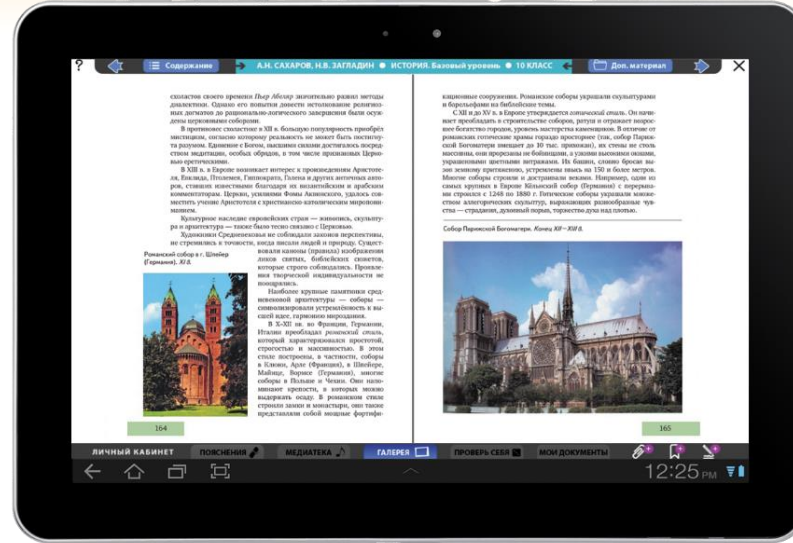 ?
Содержание
А.Н. САХАРОВ, Н.В. ЗАГЛАДИН ● ИСТОРИЯ. Базовый уровень ● 10 КЛАСС
Доп. материал
схоластов своего времени Пьер Абеляр значительно развил методы
диалектики. Однако его попытки довести истолкование религиоз-
ных догматов до рационально-логического завершения были осуж-
дены церковными соборами.
В противовес схоластике в XII в. большую популярность приобрёл
мистицизм, согласно которому реальность не может быть постигну-
та разумом. Единение с Богом, высшими силами достигалось посред-
ством медитации, особых обрядов, в том числе признанных Церко-
вью еретическими.
В XIII в. в Европе возникает интерес к произведениям Аристоте-
ля, Евклида, Птолемея, Гиппократа, Галена и других античных авто-
ров, ставших известными благодаря их византийским и арабским
комментаторам. Церкви, усилиями Фомы Аквинского, удалось сов-
местить учение Аристотеля с христианско-католическим миропони-
манием.
Культурное наследие европейских стран — живопись, скульпту-
ра и архитектура — также было тесно связано с Церковью.
Художники Средневековья не соблюдали законов перспективы,
не стремились к точности, когда писали людей и природу. Сущест-
вовали каноны (правила) изображения
ликов святых, библейских сюжетов,
которые строго соблюдались. Проявле-
ния творческой индивидуальности не
поощрялись.
Наиболее крупные памятники сред-
невековой архитектуры — соборы —
символизировали устремлённость к вы-
сшей идее, гармонию мироздания.
В X–XII вв. во Франции, Германии,
Италии преобладал романский стиль,
который характеризовался простотой,
строгостью и массивностью. В этом
стиле построены, в частности, соборы
в Клюни, Арле (Франция), в Шпейере,
Майнце, Вормсе (Германия), многие
соборы в Польше и Чехии. Они напо-
минают крепости, в которых можно
выдержать осаду. В романском стиле
строили замки и монастыри, они также
представляли собой мощные фортифи-
Романский собор в г. Шпейер
(Германия). XI в.
164
кационные сооружения. Романские соборы украшали скульптурами
и барельефами на библейские темы.
С XII и до XV в. в Европе утверждается готический стиль. Он начи-
нает преобладать в строительстве соборов, ратуш и отражает возрос-
шее богатство городов, уровень мастерства каменщиков. В отличие от
романских готические храмы гораздо просторнее (так, собор Париж-
ской Богоматери вмещает до 10 тыс. прихожан), их стены не столь
массивны, они прорезаны не бойницами, а узкими высокими окнами,
украшенными цветными витражами. Их башни, словно бросая вы-
зов земному притяжению, устремлены ввысь на 150 и более метров.
Многие соборы строили и достраивали веками. Например, один из
самых крупных в Европе Кёльнский собор (Германия) с перерыва-
ми строился с 1248 по 1880 г. Готические соборы украшали множе-
ством аллегорических скульптур, выражавших разнообразные чув-
ства — страдания, духовный порыв, торжество духа над плотью.
Собор Парижской Богоматери. Конец XII – XIII в.
165
ЛИЧНЫЙ КАБИНЕТ
ПОЯСНЕНИЯ
МЕДИАТЕКА
ГАЛЕРЕЯ
ПРОВЕРЬ СЕБЯ
МОИ ДОКУМЕНТЫ
12:25 PM